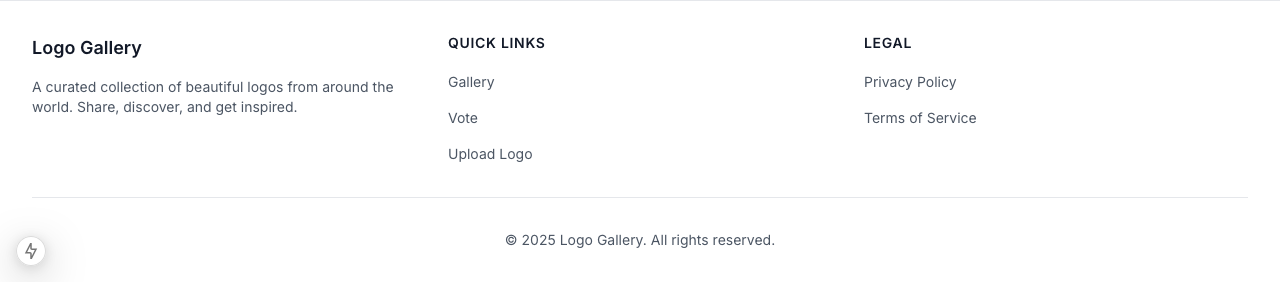 Logo Gallery
A curated collection of beautiful logos from around the
world. Share, discover, and get inspired.
QUICK LINKS
Gallery
Vote
Upload Logo
LEGAL
Privacy Policy
Terms of Service
© 2025 Logo Gallery. All rights reserved.